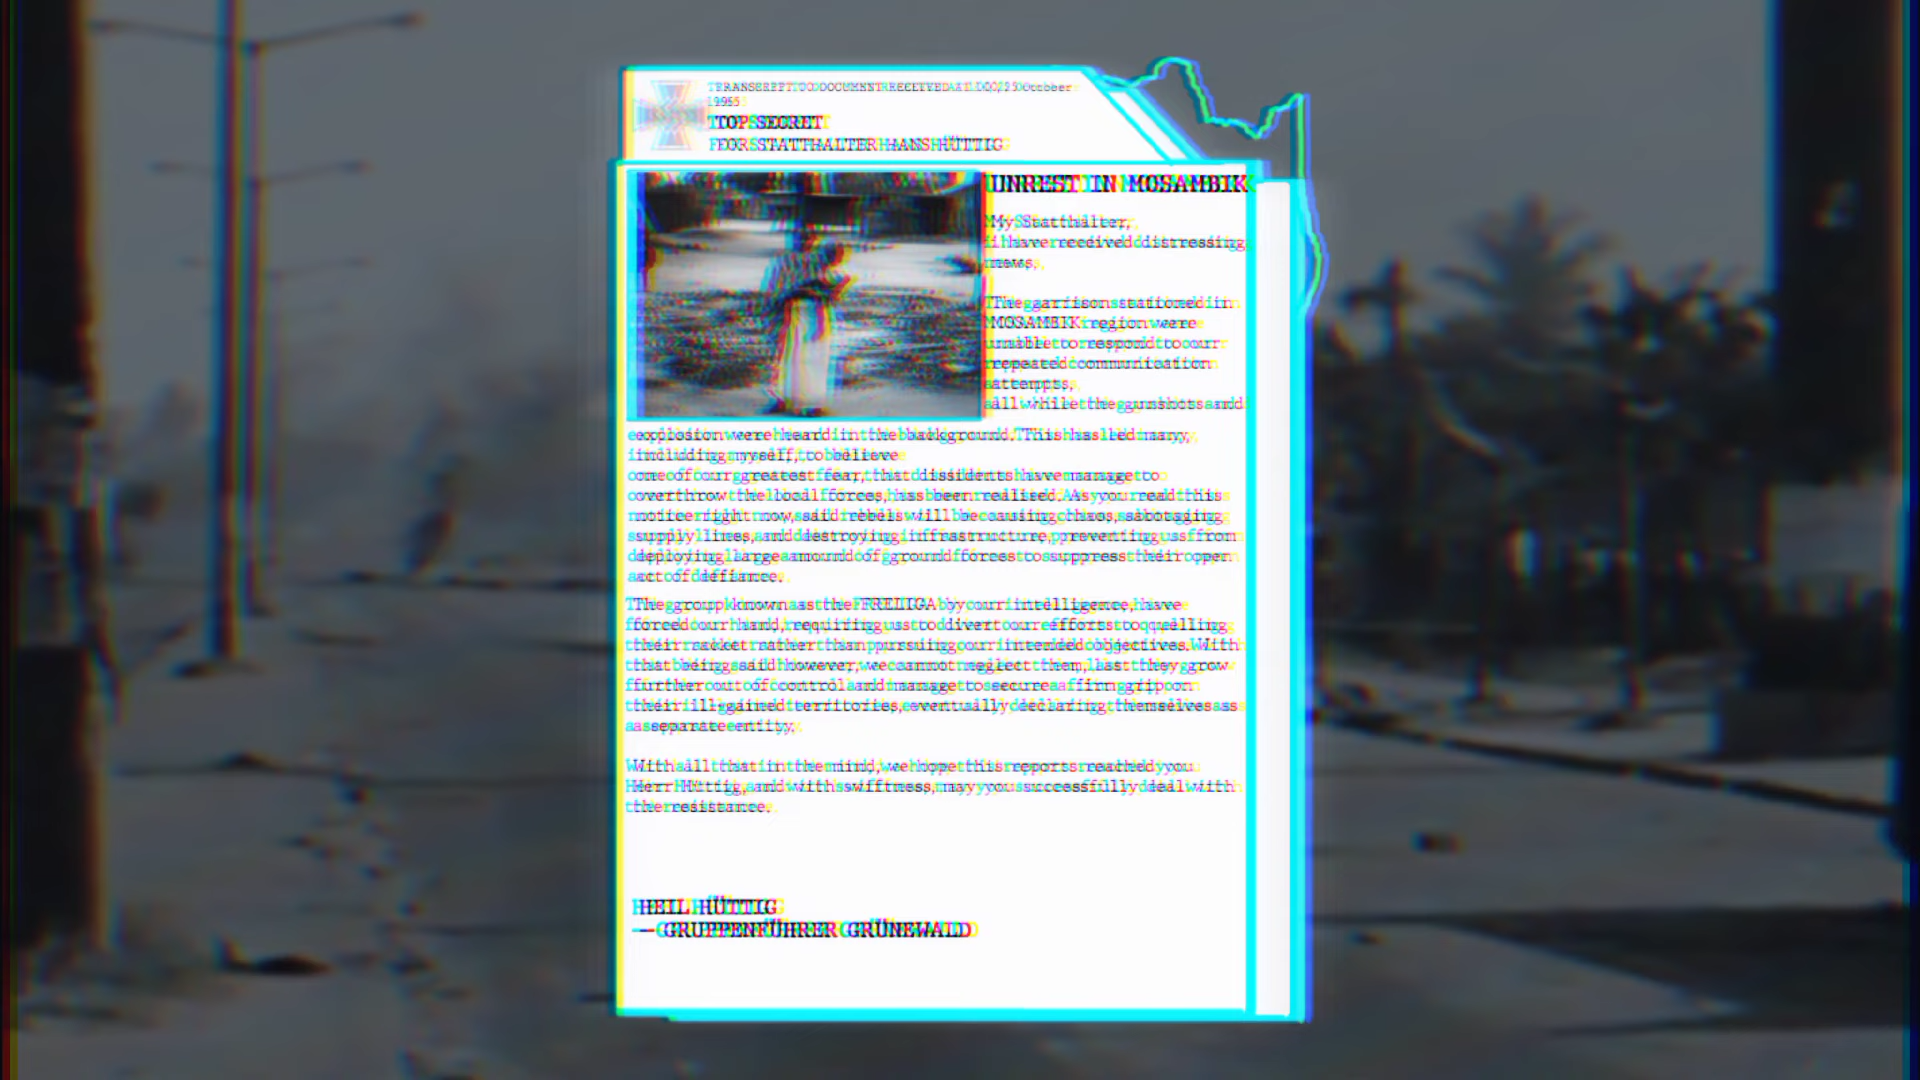 TRANSCRIPT TO DOCUMENT RECEIVED AT LDO, 25 October
1965
TOP SECRET
FOR STATTHALTER HANS HÜTTIG
UNREST IN MOSAMBIK
My Statthalter,
I have received distressing
news,
The garrison stationed in
MOSAMBIK region were
unable to respond to our
repeated communication
attempts,
all while the gunshots and
explosion were heard in the background. This has led many,
including myself, to believe
one of our greatest fear, that dissidents have manage to
overthrow the local forces, has been realised. As you read this
notice right now, said rebels will be causing chaos, sabotaging
supply lines, and destroying infrastructure, preventing us from
deploying large amound of ground forces to suppress their open
act of defiance.
The group known as the FRELIGA by our intelligence, have
forced our hand, requiring us to divert our efforts to quelling
their racket rather than pursuing our intended objectives. With
that being said however, we cannot neglect them, last they grow
further out of control and manage to secure a firm grip on
their ill-gained territories, eventually declaring themselves as
a separate entity.
With all that in the mind, we hope this reports reached you
Herr Hüttig, and with swiftness, may you successfully deal with
the resistance.
HEIL HÜTTIG
— GRUPPENFÜHRER GRÜNEWALD